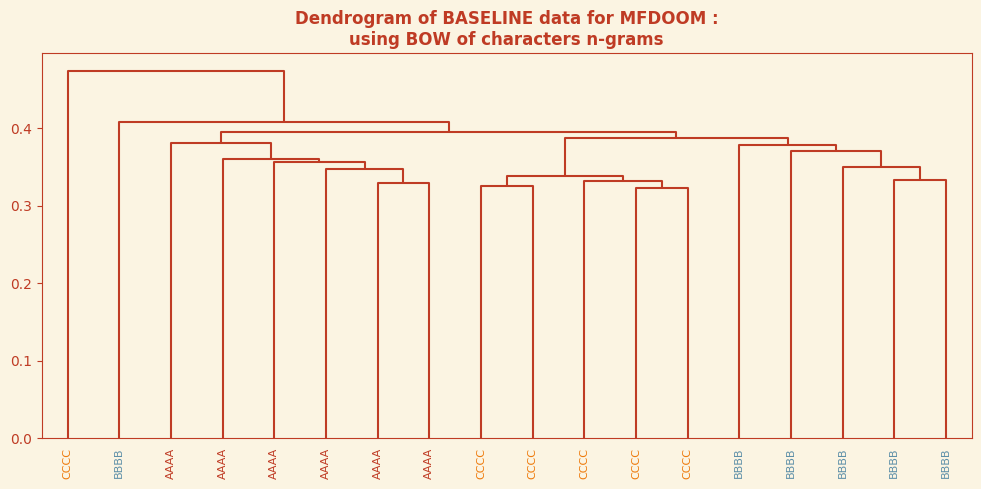 Dendrogram of BASELINE data for MFDOOM :
using BOW of characters n-grams
0.4
0.3
0.2
0.1
0.0
CCCC
BBBB
AAAA
AAAA
AAAA
AAAA
AAAA
AAAA
CCCC
CCCC
CCCC
CCCC
CCCC
BBBB
BBBB
BBBB
BBBB
BBBB